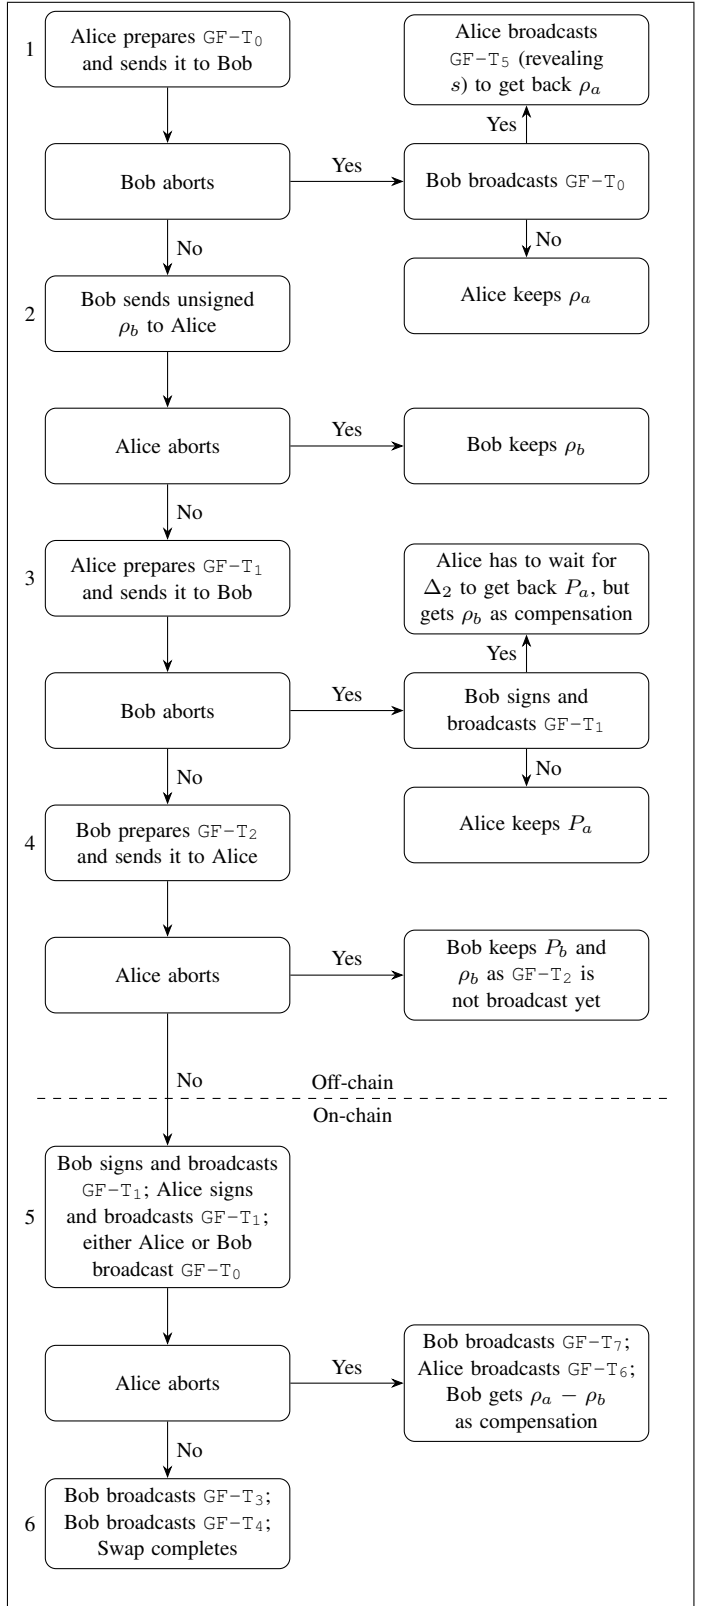 1
Alice prepares GF-T₀
and sends it to Bob
Alice broadcasts
GF-T₅ (revealing
s) to get back ρₐ
Yes
Bob aborts
Yes
Bob broadcasts GF-T₀
No
No
2
Bob sends unsigned
ρ_b to Alice
Alice keeps ρₐ
Alice aborts
Yes
Bob keeps ρ_b
No
3
Alice prepares GF-T₁
and sends it to Bob
Alice has to wait for
Δ₂ to get back Pₐ, but
gets ρ_b as compensation
Yes
Bob aborts
Yes
Bob signs and
broadcasts GF-T₁
No
No
4
Bob prepares GF-T₂
and sends it to Alice
Alice keeps Pₐ
Alice aborts
Yes
Bob keeps P_b and
ρ_b as GF-T₂ is
not broadcast yet
No
Off-chain
On-chain
5
Bob signs and broadcasts
GF-T₁; Alice signs
and broadcasts GF-T₁;
either Alice or Bob
broadcast GF-T₀
Alice aborts
Yes
Bob broadcasts GF-T₇;
Alice broadcasts GF-T₆;
Bob gets ρₐ − ρ_b
as compensation
No
6
Bob broadcasts GF-T₃;
Bob broadcasts GF-T₄;
Swap completes